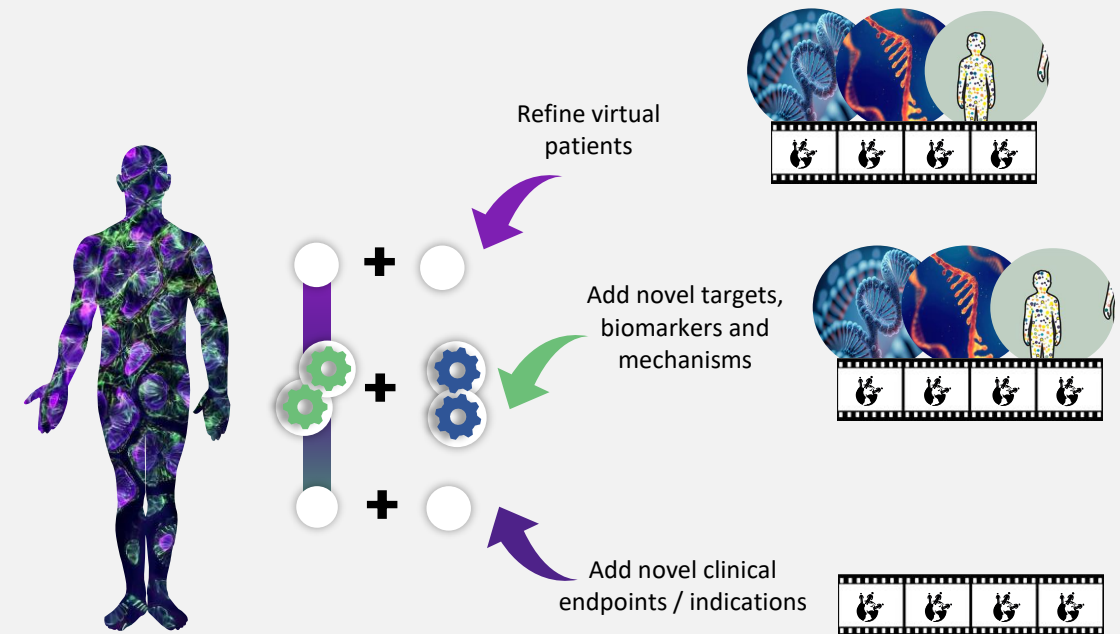 Refine virtual
patients
Add novel targets,
biomarkers and
mechanisms
Add novel clinical
endpoints / indications